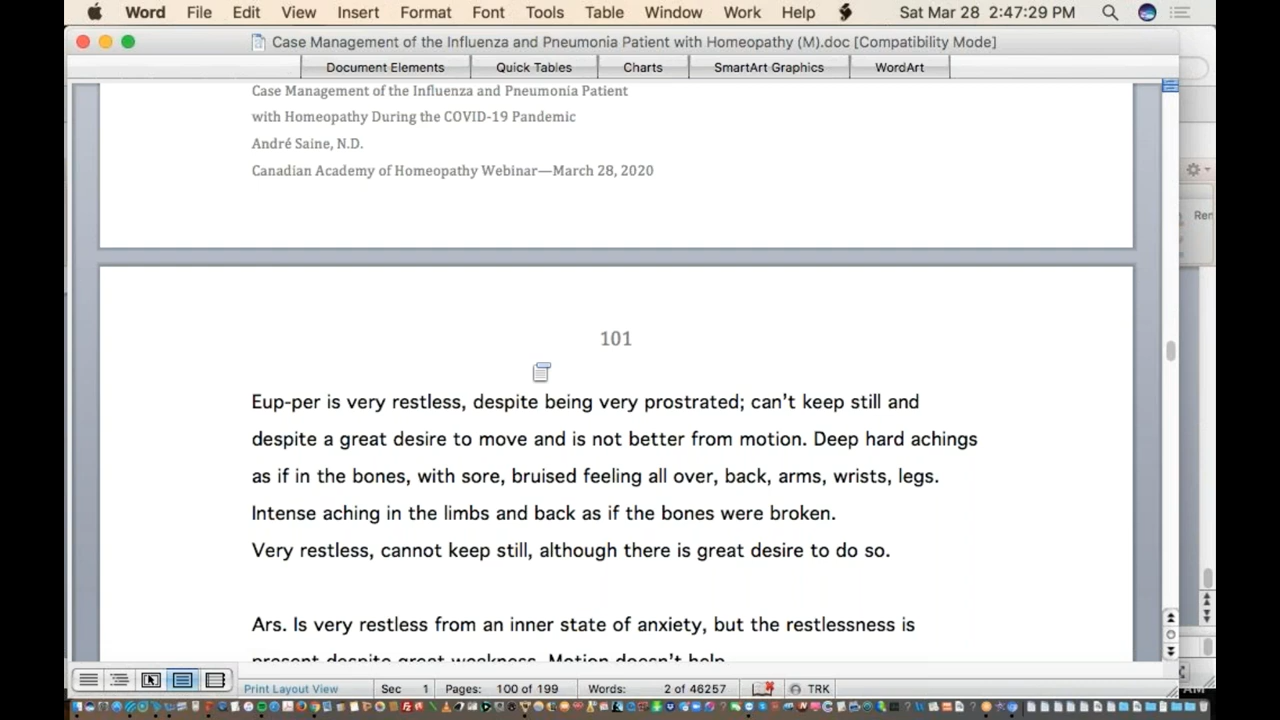 Word File Edit View Insert Format Font Tools Table Window Work Help Sat Mar 28 2:47:29 PM
Case Management of the Influenza and Pneumonia Patient with Homeopathy (M).doc [Compatibility Mode]
Document Elements Quick Tables Charts SmartArt Graphics WordArt
Case Management of the Influenza and Pneumonia Patient
with Homeopathy During the COVID-19 Pandemic
André Saine, N.D.
Canadian Academy of Homeopathy Webinar—March 28, 2020
101
Eup-per is very restless, despite being very prostrated; can't keep still and
despite a great desire to move and is not better from motion. Deep hard achings
as if in the bones, with sore, bruised feeling all over, back, arms, wrists, legs.
Intense aching in the limbs and back as if the bones were broken.
Very restless, cannot keep still, although there is great desire to do so.
Ars. Is very restless from an inner state of anxiety, but the restlessness is
present despite great weakness. Motion doesn't help
Print Layout View Sec 1 Pages: 100 of 199 Words: 2 of 46257 TRK